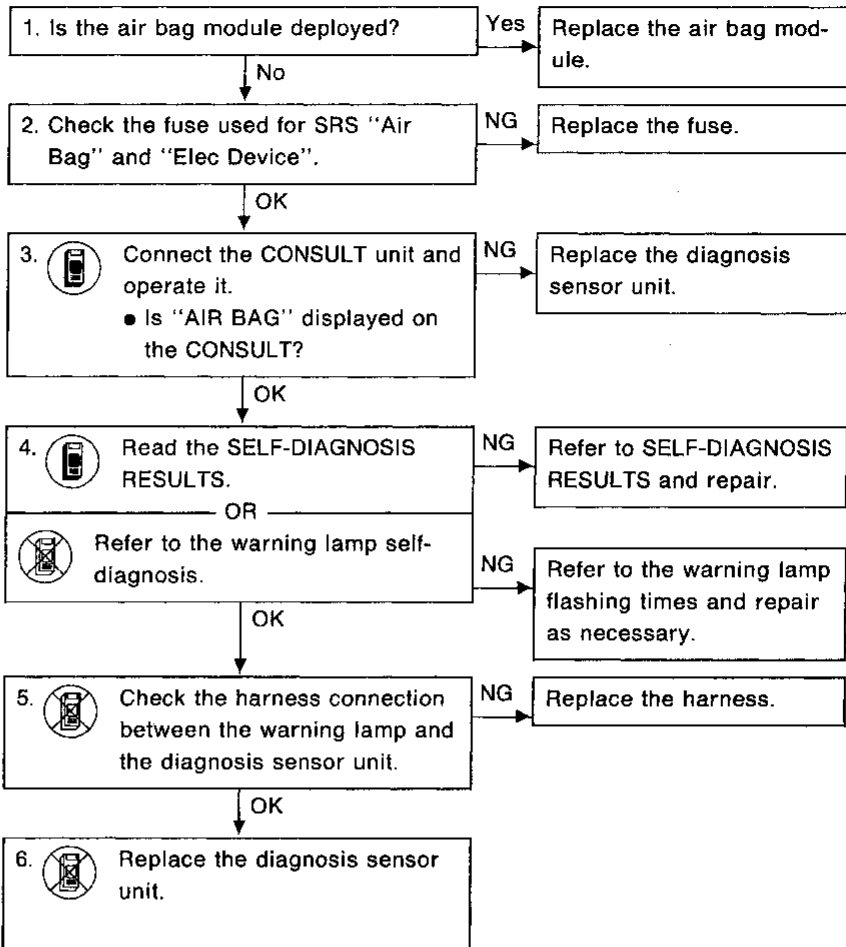 1. Is the air bag module deployed?
Yes
Replace the air bag mod-
ule.
No
2. Check the fuse used for SRS "Air
Bag" and "Elec Device".
NG
Replace the fuse.
OK
3. Connect the CONSULT unit and
operate it.
● Is "AIR BAG" displayed on
the CONSULT?
NG
Replace the diagnosis
sensor unit.
OK
4. Read the SELF-DIAGNOSIS
RESULTS.
NG
Refer to SELF-DIAGNOSIS
RESULTS and repair.
OR
Refer to the warning lamp self-
diagnosis.
NG
Refer to the warning lamp
flashing times and repair
as necessary.
OK
5. Check the harness connection
between the warning lamp and
the diagnosis sensor unit.
NG
Replace the harness.
OK
6. Replace the diagnosis sensor
unit.